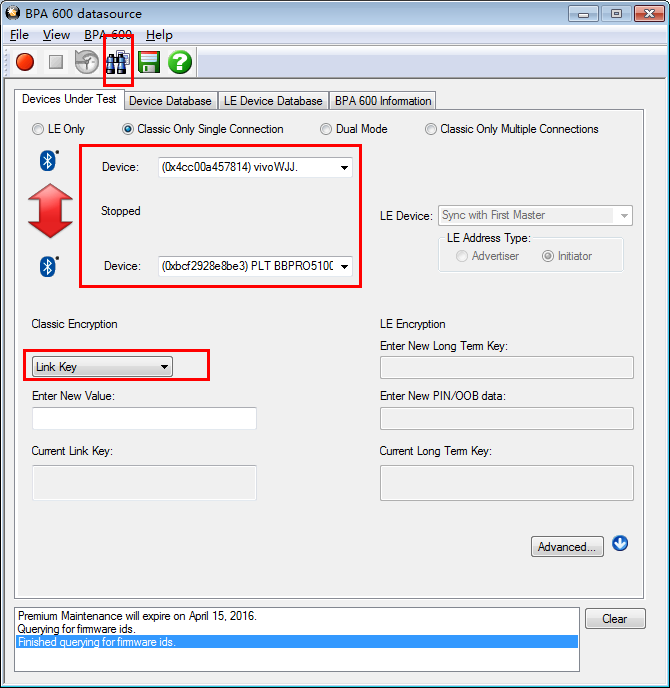 BPA 600 datasource
File View BPA 600 Help
Devices Under Test Device Database LE Device Database BPA 600 Information
LE Only Classic Only Single Connection Dual Mode Classic Only Multiple Connections
Device: (0x4cc00a457814) vivoWJJ.
Stopped
LE Device: Sync with First Master
LE Address Type:
Advertiser Initiator
Device: (0xbcf2928e8be3) PLT BBPRO5100
Classic Encryption LE Encryption
Enter New Long Term Key:
Link Key
Enter New Value: Enter New PIN/OOB data:
Current Link Key: Current Long Term Key:
Advanced...
Premium Maintenance will expire on April 15, 2016.
Querying for firmware ids.
Finished querying for firmware ids.
Clear